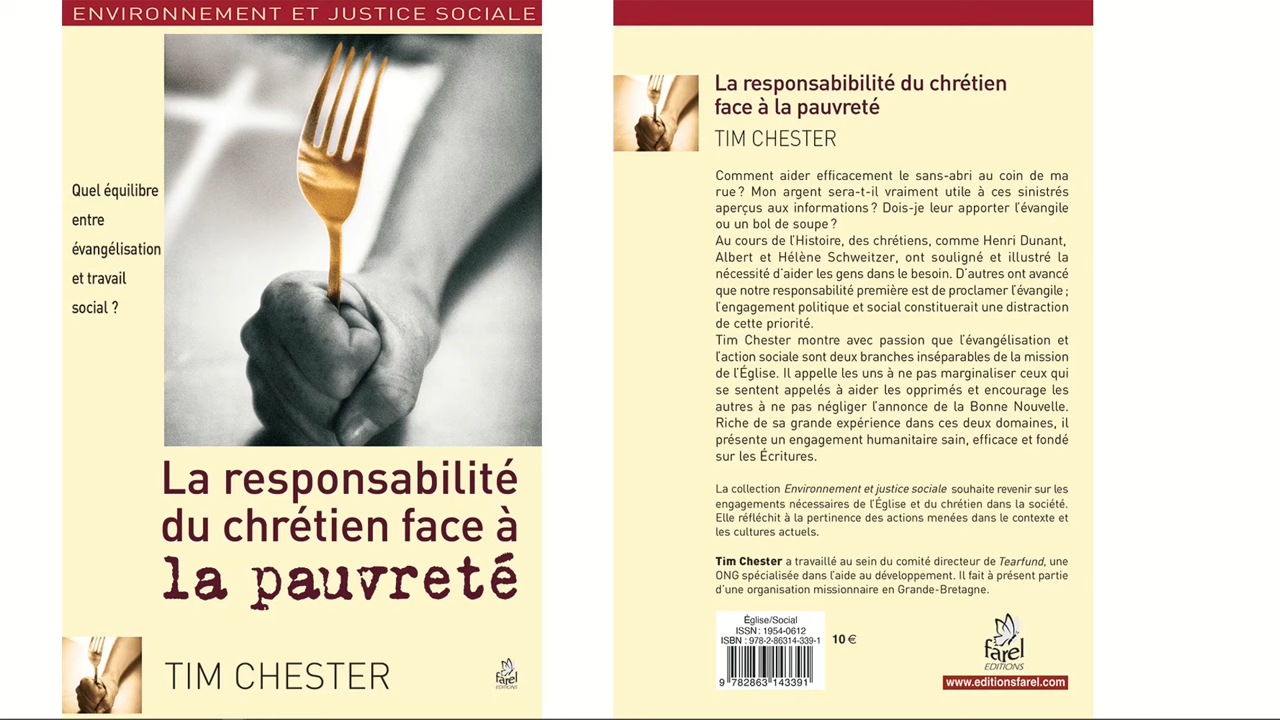 ENVIRONNEMENT ET JUSTICE SOCIALE
Quel équilibre
entre
évangélisation
et travail
social ?
La responsabilité
du chrétien face à
la pauvreté
TIM CHESTER
farel
EDITIONS
La responsabibilité du chrétien
face à la pauvreté
TIM CHESTER
Comment aider efficacement le sans-abri au coin de ma
rue ? Mon argent sera-t-il vraiment utile à ces sinistrés
aperçus aux informations ? Dois-je leur apporter l'évangile
ou un bol de soupe ?
Au cours de l'Histoire, des chrétiens, comme Henri Dunant,
Albert et Hélène Schweitzer, ont souligné et illustré la
nécessité d'aider les gens dans le besoin. D'autres ont avancé
que notre responsabilité première est de proclamer l'évangile ;
l'engagement politique et social constituerait une distraction
de cette priorité.
Tim Chester montre avec passion que l'évangélisation et
l'action sociale sont deux branches inséparables de la mission
de l'Église. Il appelle les uns à ne pas marginaliser ceux qui
se sentent appelés à aider les opprimés et encourage les
autres à ne pas négliger l'annonce de la Bonne Nouvelle.
Riche de sa grande expérience dans ces deux domaines, il
présente un engagement humanitaire sain, efficace et fondé
sur les Écritures.
La collection Environnement et justice sociale souhaite revenir sur les
engagements nécessaires de l'Église et du chrétien dans la société.
Elle réfléchit à la pertinence des actions menées dans le contexte et
les cultures actuels.
Tim Chester a travaillé au sein du comité directeur de Tearfund, une
ONG spécialisée dans l'aide au développement. Il fait à présent partie
d'une organisation missionnaire en Grande-Bretagne.
Église/Social
ISSN : 1954-0612
ISBN : 978-2-86314-339-1
9 782863 143391
10 €
farel
EDITIONS
www.editionsfarel.com